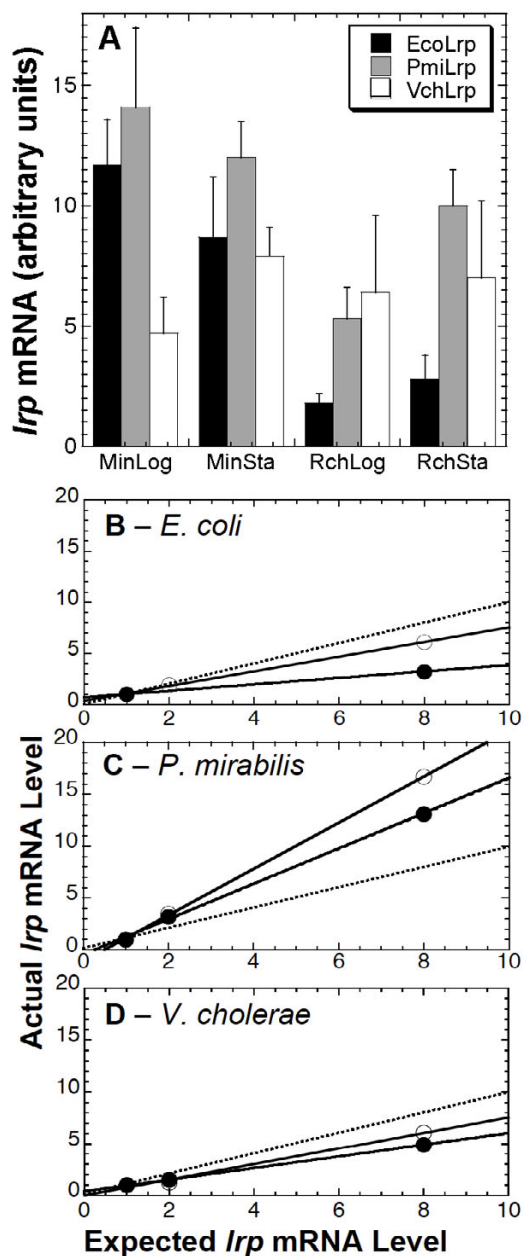 A
EcoLrp
PmiLrp
VchLrp
lrp mRNA (arbitrary units)
15
10
5
0
MinLog MinSta RchLog RchSta
B – E. coli
20
15
10
5
0
0 2 4 6 8 10
C – P. mirabilis
20
15
10
5
0
0 2 4 6 8 10
D – V. cholerae
20
15
10
5
0
0 2 4 6 8 10
Actual lrp mRNA Level
Expected lrp mRNA Level